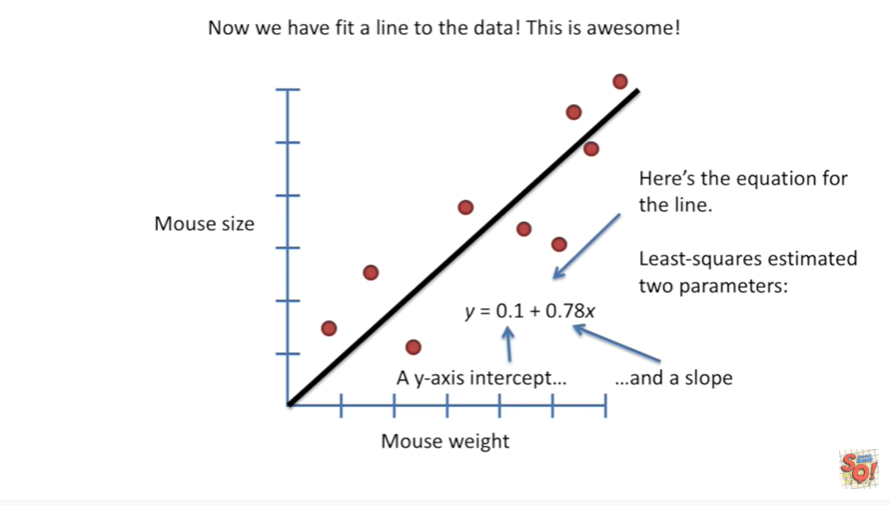 Now we have fit a line to the data! This is awesome!
Here's the equation for
the line.
Mouse size
Least-squares estimated
two parameters:
y = 0.1 + 0.78x
A y-axis intercept...
...and a slope
Mouse weight
SO!